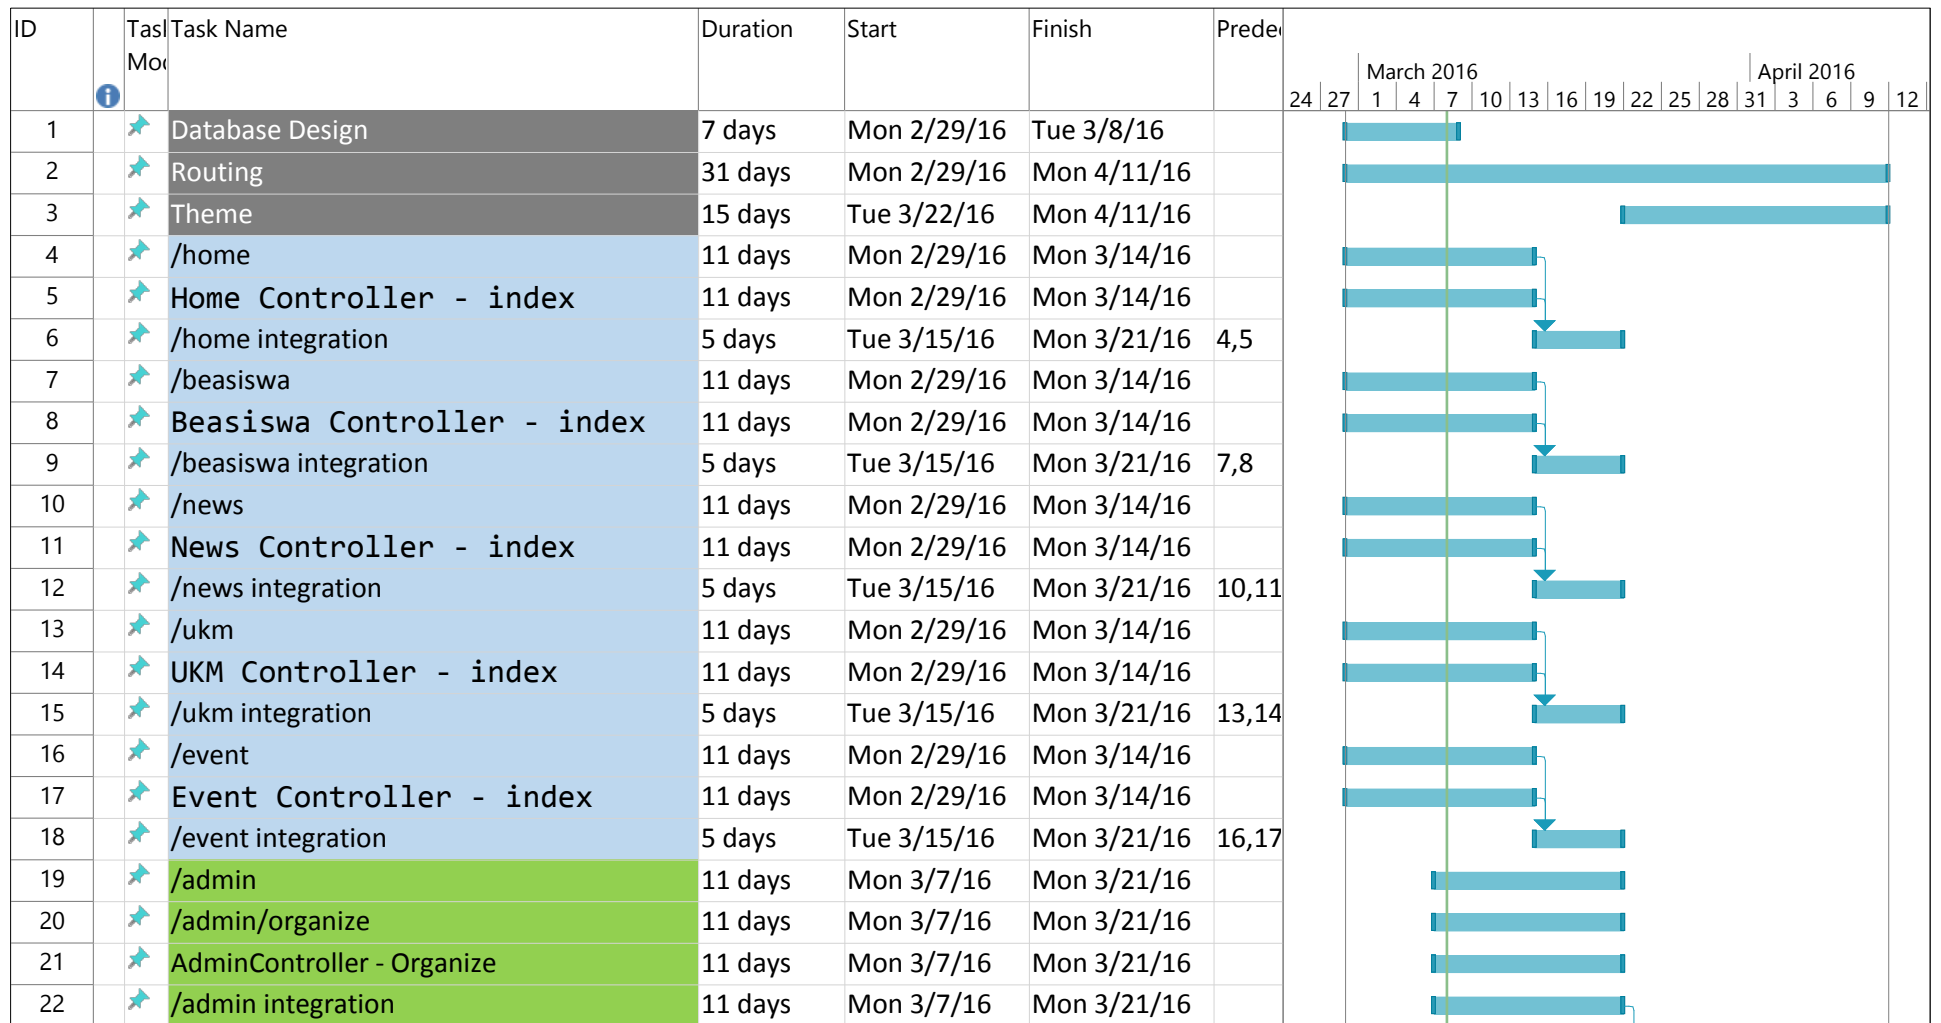 ID Task Name Duration Start Finish
March 2016 April 2016
24 27 1 4 7 10 13 16 19 22 25 28 31 3 6 9 12
1 Database Design 7 days Mon 2/29/16 Tue 3/8/16
2 Routing 31 days Mon 2/29/16 Mon 4/11/16
3 Theme 15 days Tue 3/22/16 Mon 4/11/16
4 /home 11 days Mon 2/29/16 Mon 3/14/16
5 Home Controller - index 11 days Mon 2/29/16 Mon 3/14/16
6 /home integration 5 days Tue 3/15/16 Mon 3/21/16 4,5
7 /beasiswa 11 days Mon 2/29/16 Mon 3/14/16
8 Beasiswa Controller - index 11 days Mon 2/29/16 Mon 3/14/16
9 /beasiswa integration 5 days Tue 3/15/16 Mon 3/21/16 7,8
10 /news 11 days Mon 2/29/16 Mon 3/14/16
11 News Controller - index 11 days Mon 2/29/16 Mon 3/14/16
12 /news integration 5 days Tue 3/15/16 Mon 3/21/16 10,11
13 /ukm 11 days Mon 2/29/16 Mon 3/14/16
14 UKM Controller - index 11 days Mon 2/29/16 Mon 3/14/16
15 /ukm integration 5 days Tue 3/15/16 Mon 3/21/16 13,14
16 /event 11 days Mon 2/29/16 Mon 3/14/16
17 Event Controller - index 11 days Mon 2/29/16 Mon 3/14/16
18 /event integration 5 days Tue 3/15/16 Mon 3/21/16 16,17
19 /admin 11 days Mon 3/7/16 Mon 3/21/16
20 /admin/organize 11 days Mon 3/7/16 Mon 3/21/16
21 AdminController - Organize 11 days Mon 3/7/16 Mon 3/21/16
22 /admin integration 11 days Mon 3/7/16 Mon 3/21/16